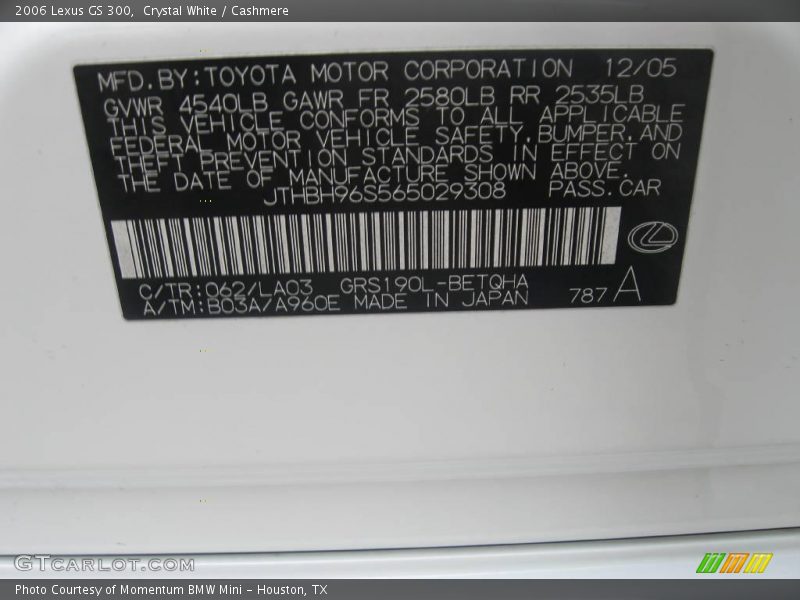 2006 Lexus GS 300,  Crystal White / Cashmere
MFD.BY:TOYOTA MOTOR CORPORATION 12/05
GVWR 4540LB GAWR FR 2580LB RR 2535LB
THIS VEHICLE CONFORMS TO ALL APPLICABLE
FEDERAL MOTOR VEHICLE SAFETY,BUMPER,AND
THEFT PREVENTION STANDARDS IN EFFECT ON
THE DATE OF MANUFACTURE SHOWN ABOVE.
JTHBH96S565029308 PASS.CAR
C/TR:062/LA03 GRS190L-BETQHA
A/TM:B03A/A960E MADE IN JAPAN 787 A
GTCARLOT.COM
Photo Courtesy of Momentum BMW Mini - Houston, TX